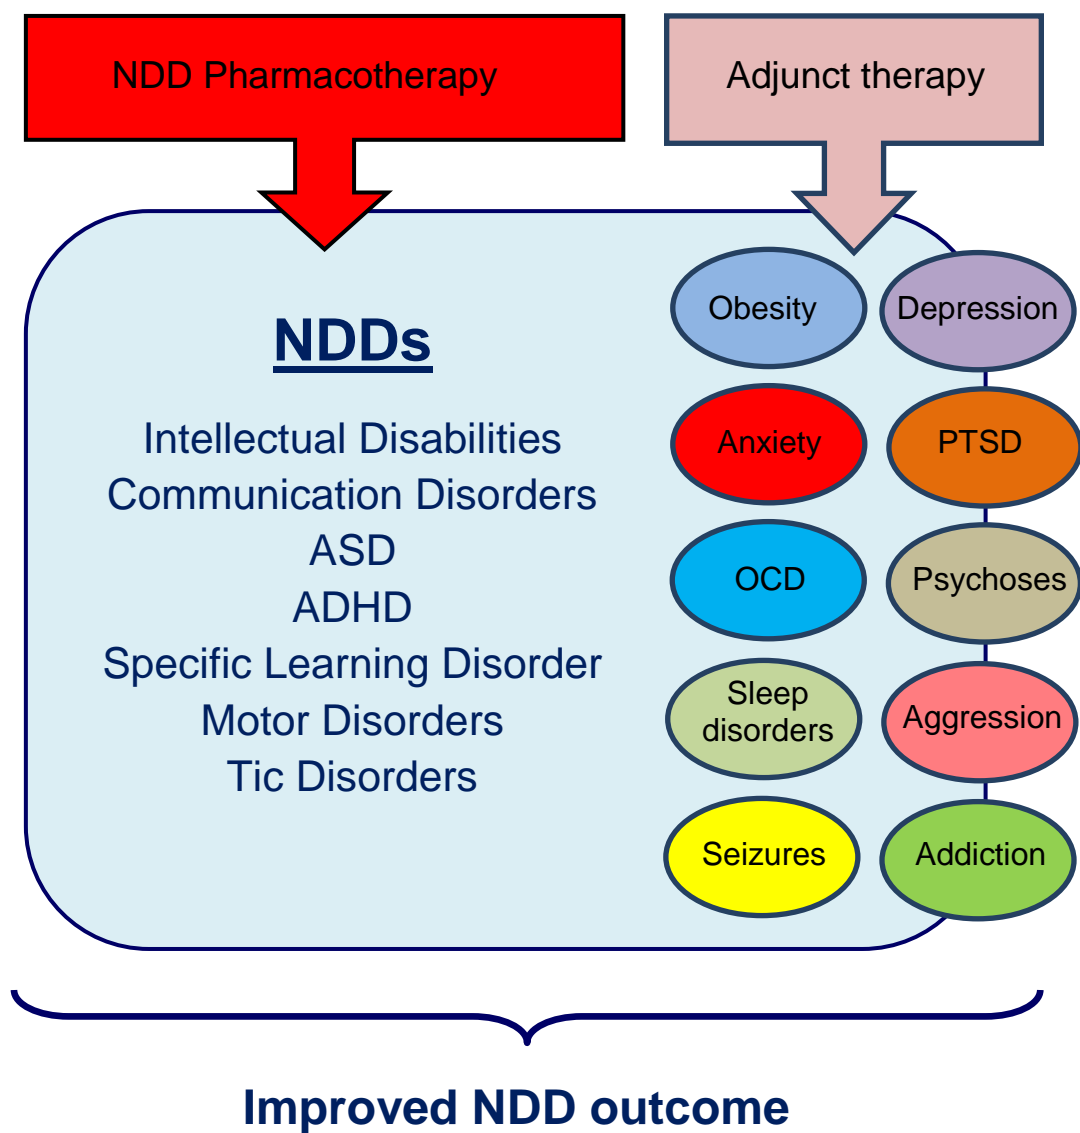 NDD Pharmacotherapy
Adjunct therapy
NDDs
Intellectual Disabilities
Communication Disorders
ASD
ADHD
Specific Learning Disorder
Motor Disorders
Tic Disorders
Obesity
Depression
Anxiety
PTSD
OCD
Psychoses
Sleep
disorders
Aggression
Seizures
Addiction
Improved NDD outcome